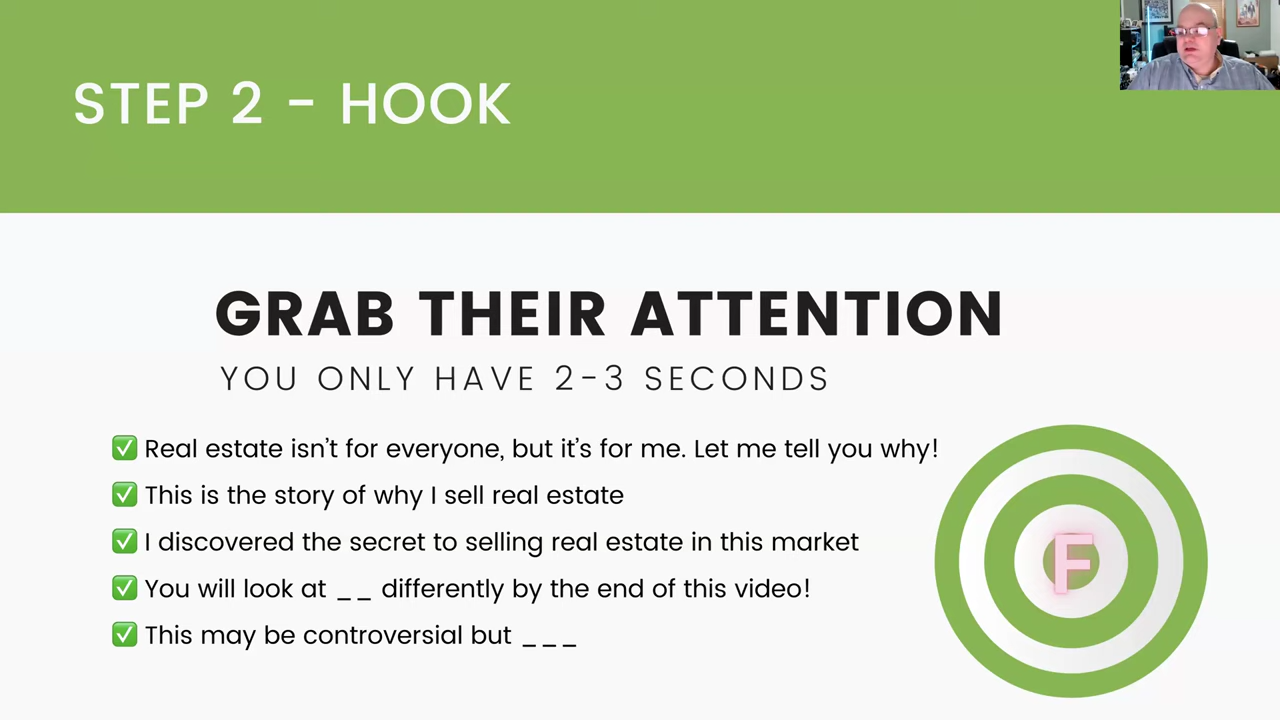 STEP 2 - HOOK
GRAB THEIR ATTENTION
YOU ONLY HAVE 2-3 SECONDS
✅ Real estate isn’t for everyone, but it’s for me. Let me tell you why!
✅ This is the story of why I sell real estate
✅ I discovered the secret to selling real estate in this market
✅ You will look at _ _ differently by the end of this video!
✅ This may be controversial but _ _ _
F